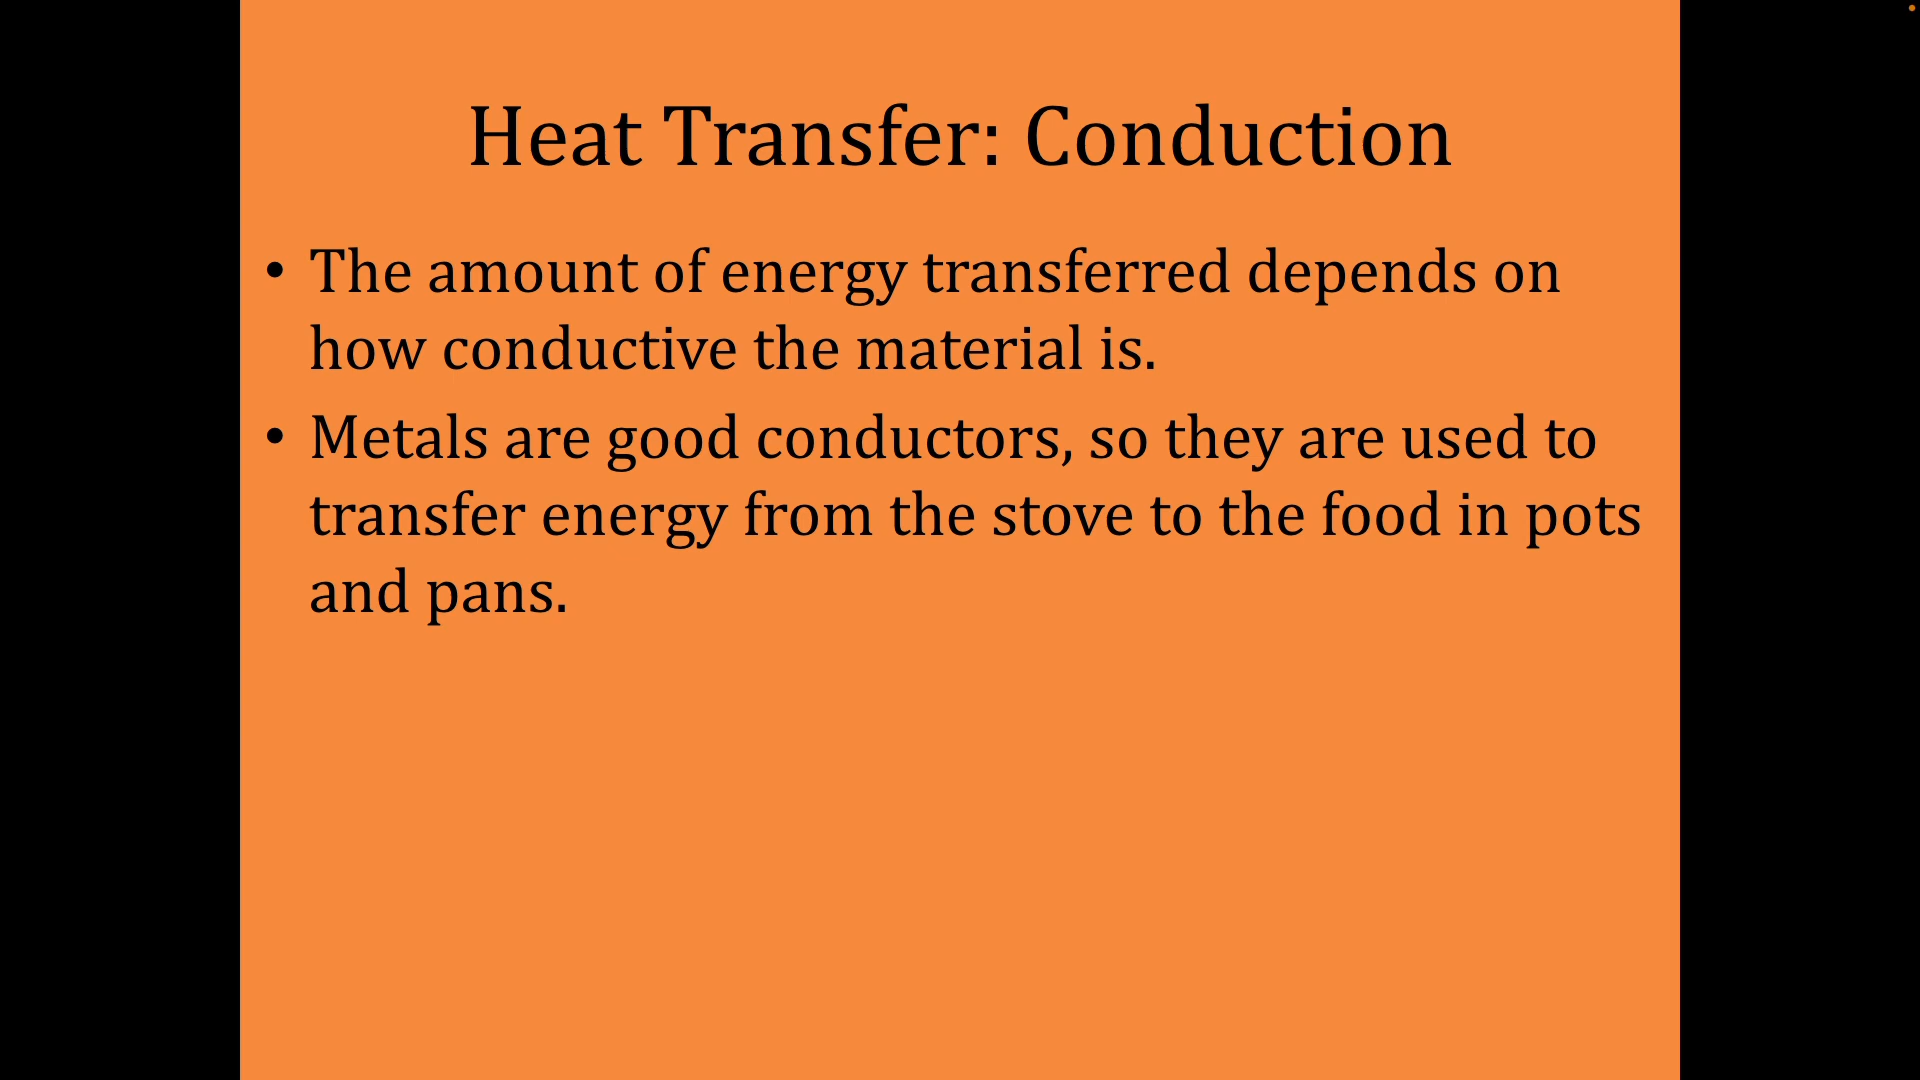 Heat Transfer: Conduction
• The amount of energy transferred depends on
how conductive the material is.
• Metals are good conductors, so they are used to
transfer energy from the stove to the food in pots
and pans.